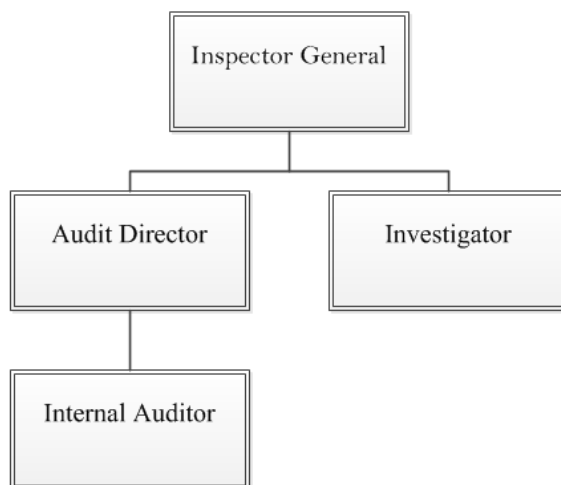 Inspector General
Audit Director
Investigator
Internal Auditor